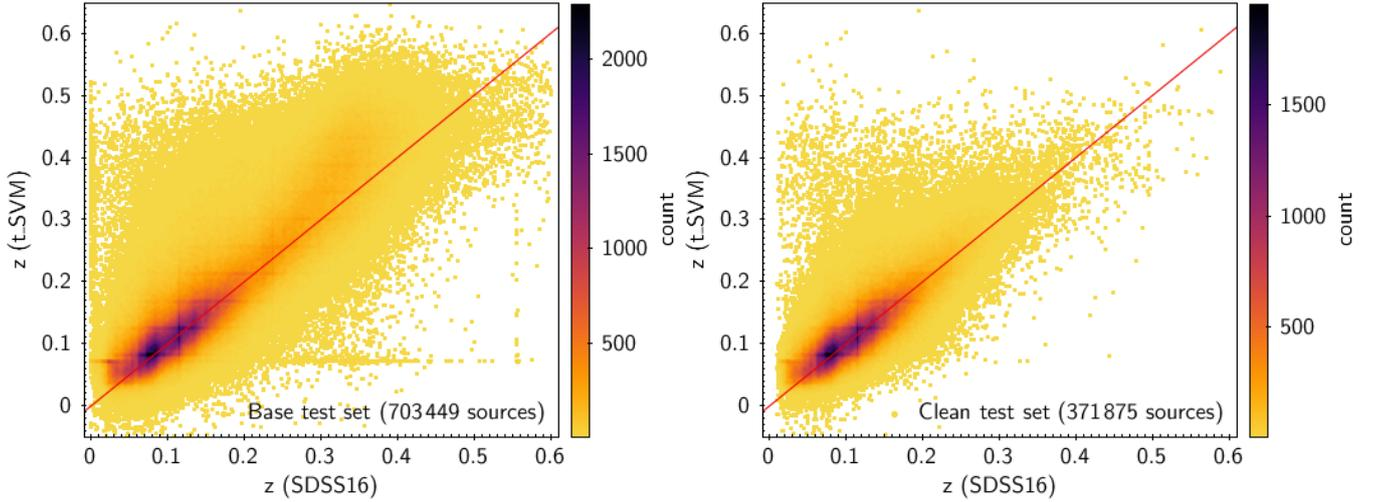 0.6
0.5
0.4
0.3
0.2
0.1
0
z (t_SVM)
0 0.1 0.2 0.3 0.4 0.5 0.6
z (SDSS16)
Base test set (703 449 sources)
2000
1500
1000
500
count
0.6
0.5
0.4
0.3
0.2
0.1
0
z (t_SVM)
0 0.1 0.2 0.3 0.4 0.5 0.6
z (SDSS16)
Clean test set (371 875 sources)
1500
1000
500
count